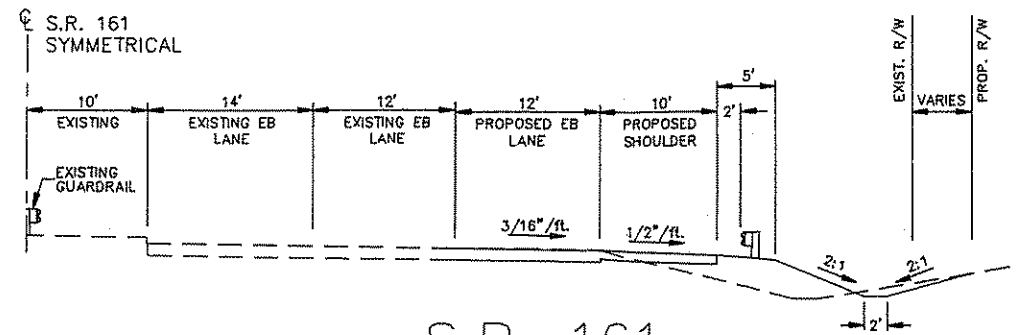 ℄ S.R. 161
SYMMETRICAL
EXIST. R/W
PROP. R/W
5'
10'
14'
12'
12'
10'
2'
VARIES
EXISTING
EXISTING EB
LANE
EXISTING EB
LANE
PROPOSED EB
LANE
PROPOSED
SHOULDER
EXISTING
GUARDRAIL
3/16"/ft.
1/2"/ft.
2:1
2:1
2'
S.R. 161